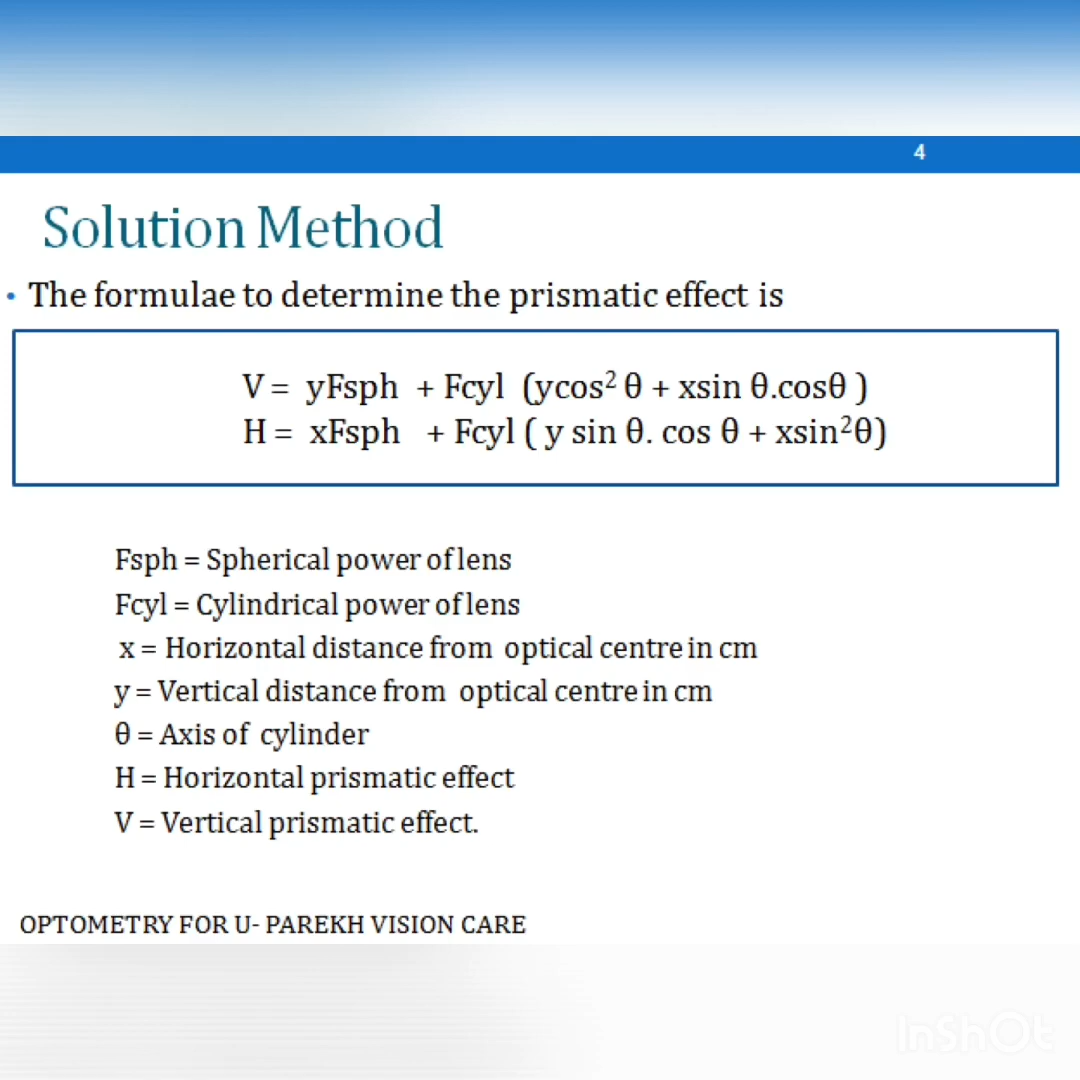 4
Solution Method
• The formulae to determine the prismatic effect is
V = yFsph + Fcyl (ycos² θ + xsin θ.cosθ )
H = xFsph + Fcyl ( y sin θ. cos θ + xsin²θ)
Fsph = Spherical power of lens
Fcyl = Cylindrical power of lens
x = Horizontal distance from optical centre in cm
y = Vertical distance from optical centre in cm
θ = Axis of cylinder
H = Horizontal prismatic effect
V = Vertical prismatic effect.
OPTOMETRY FOR U- PAREKH VISION CARE
InShOt